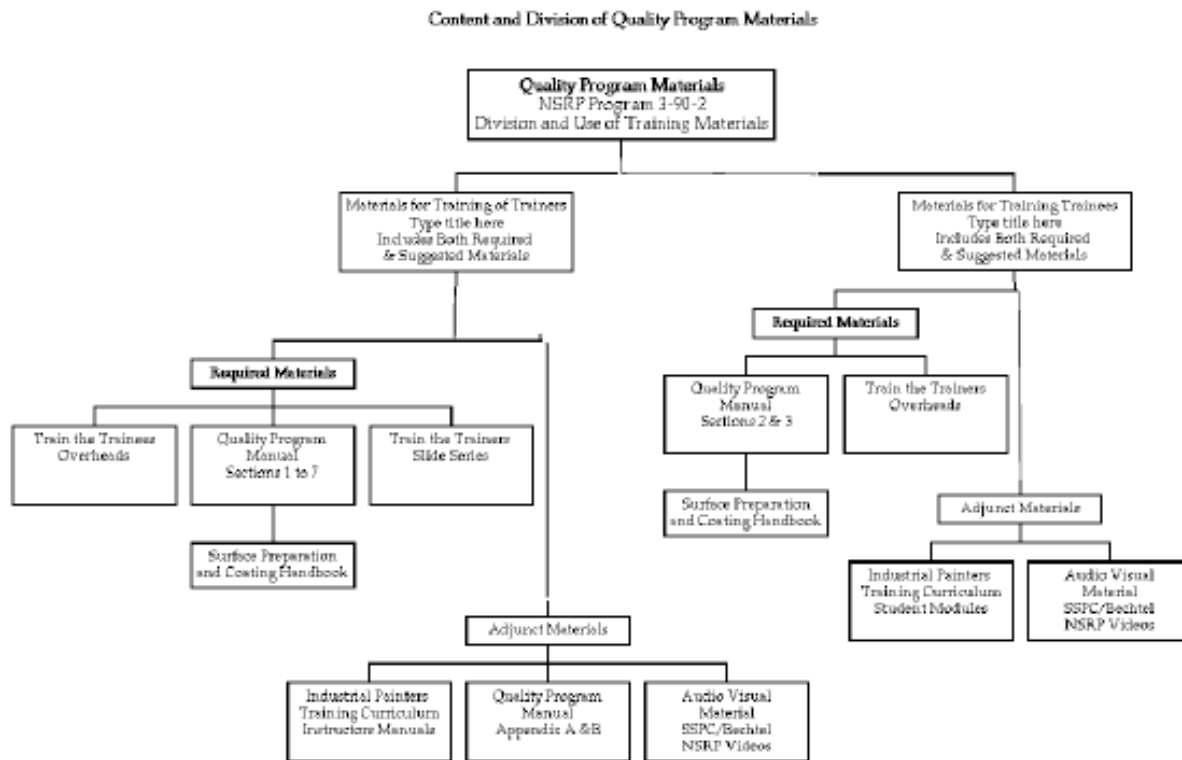 Content and Division of Quality Program Materials
Quality Program Materials
NSRP Program 3-90-2
Division and Use of Training Materials
Materials for Training of Trainers
Type title here
Includes Both Required
& Suggested Materials
Materials for Training Trainees
Type title here
Includes Both Required
& Suggested Materials
Required Materials
Train the Trainees
Overheads
Quality Program
Manual
Sections 1 to 7
Train the Trainers
Slide Series
Surface Preparation
and Coating Handbook
Adjunct Materials
Industrial Painters
Training Curriculum
Instructors Manuals
Quality Program
Manual
Appendix A & B
Audio Visual
Material
SSPC/Bechtel
NSRP Videos
Required Materials
Quality Program
Manual
Sections 2 & 3
Train the Trainers
Overheads
Surface Preparation
and Coating Handbook
Adjunct Materials
Industrial Painters
Training Curriculum
Student Modules
Audio Visual
Material
SSPC/Bechtel
NSRP Videos